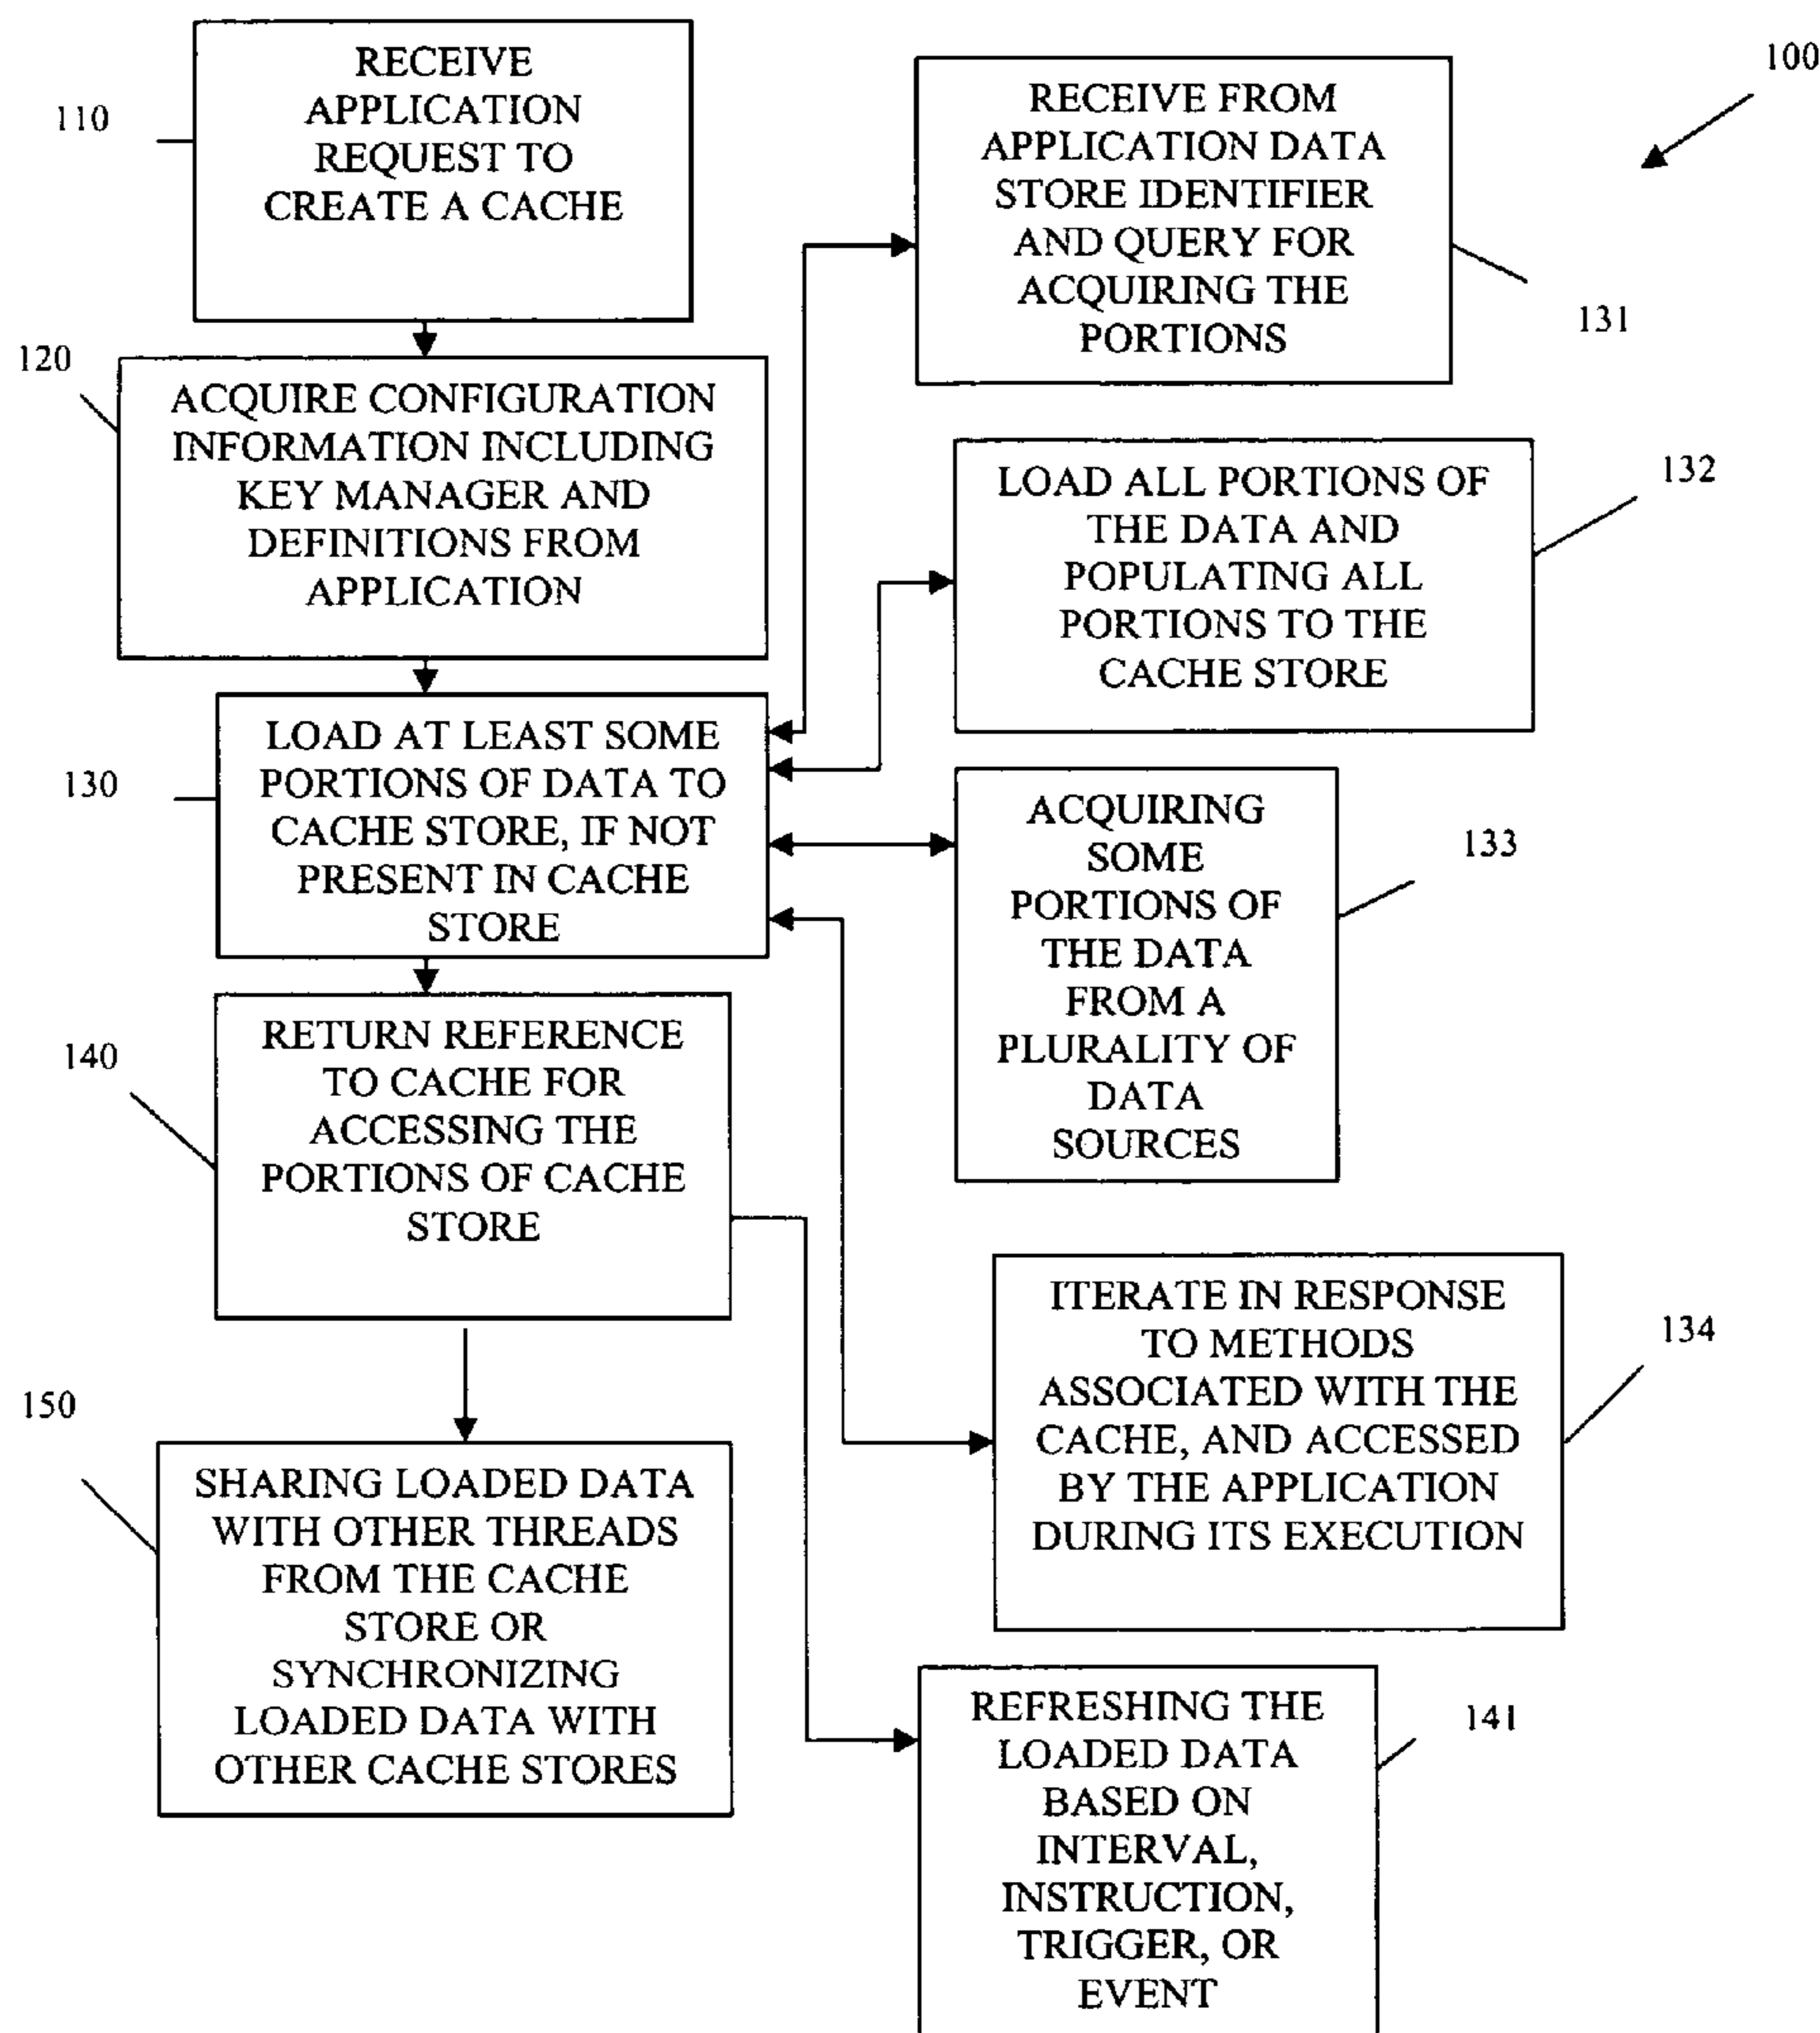 100
110
RECEIVE
APPLICATION
REQUEST TO
CREATE A CACHE
120
ACQUIRE CONFIGURATION
INFORMATION INCLUDING
KEY MANAGER AND
DEFINITIONS FROM
APPLICATION
130
LOAD AT LEAST SOME
PORTIONS OF DATA TO
CACHE STORE, IF NOT
PRESENT IN CACHE
STORE
140
RETURN REFERENCE
TO CACHE FOR
ACCESSING THE
PORTIONS OF CACHE
STORE
150
SHARING LOADED DATA
WITH OTHER THREADS
FROM THE CACHE
STORE OR
SYNCHRONIZING
LOADED DATA WITH
OTHER CACHE STORES
RECEIVE FROM
APPLICATION DATA
STORE IDENTIFIER
AND QUERY FOR
ACQUIRING THE
PORTIONS
131
LOAD ALL PORTIONS OF
THE DATA AND
POPULATING ALL
PORTIONS TO THE
CACHE STORE
132
ACQUIRING
SOME
PORTIONS OF
THE DATA
FROM A
PLURALITY OF
DATA
SOURCES
133
ITERATE IN RESPONSE
TO METHODS
ASSOCIATED WITH THE
CACHE, AND ACCESSED
BY THE APPLICATION
DURING ITS EXECUTION
134
REFRESHING THE
LOADED DATA
BASED ON
INTERVAL,
INSTRUCTION,
TRIGGER, OR
EVENT
141